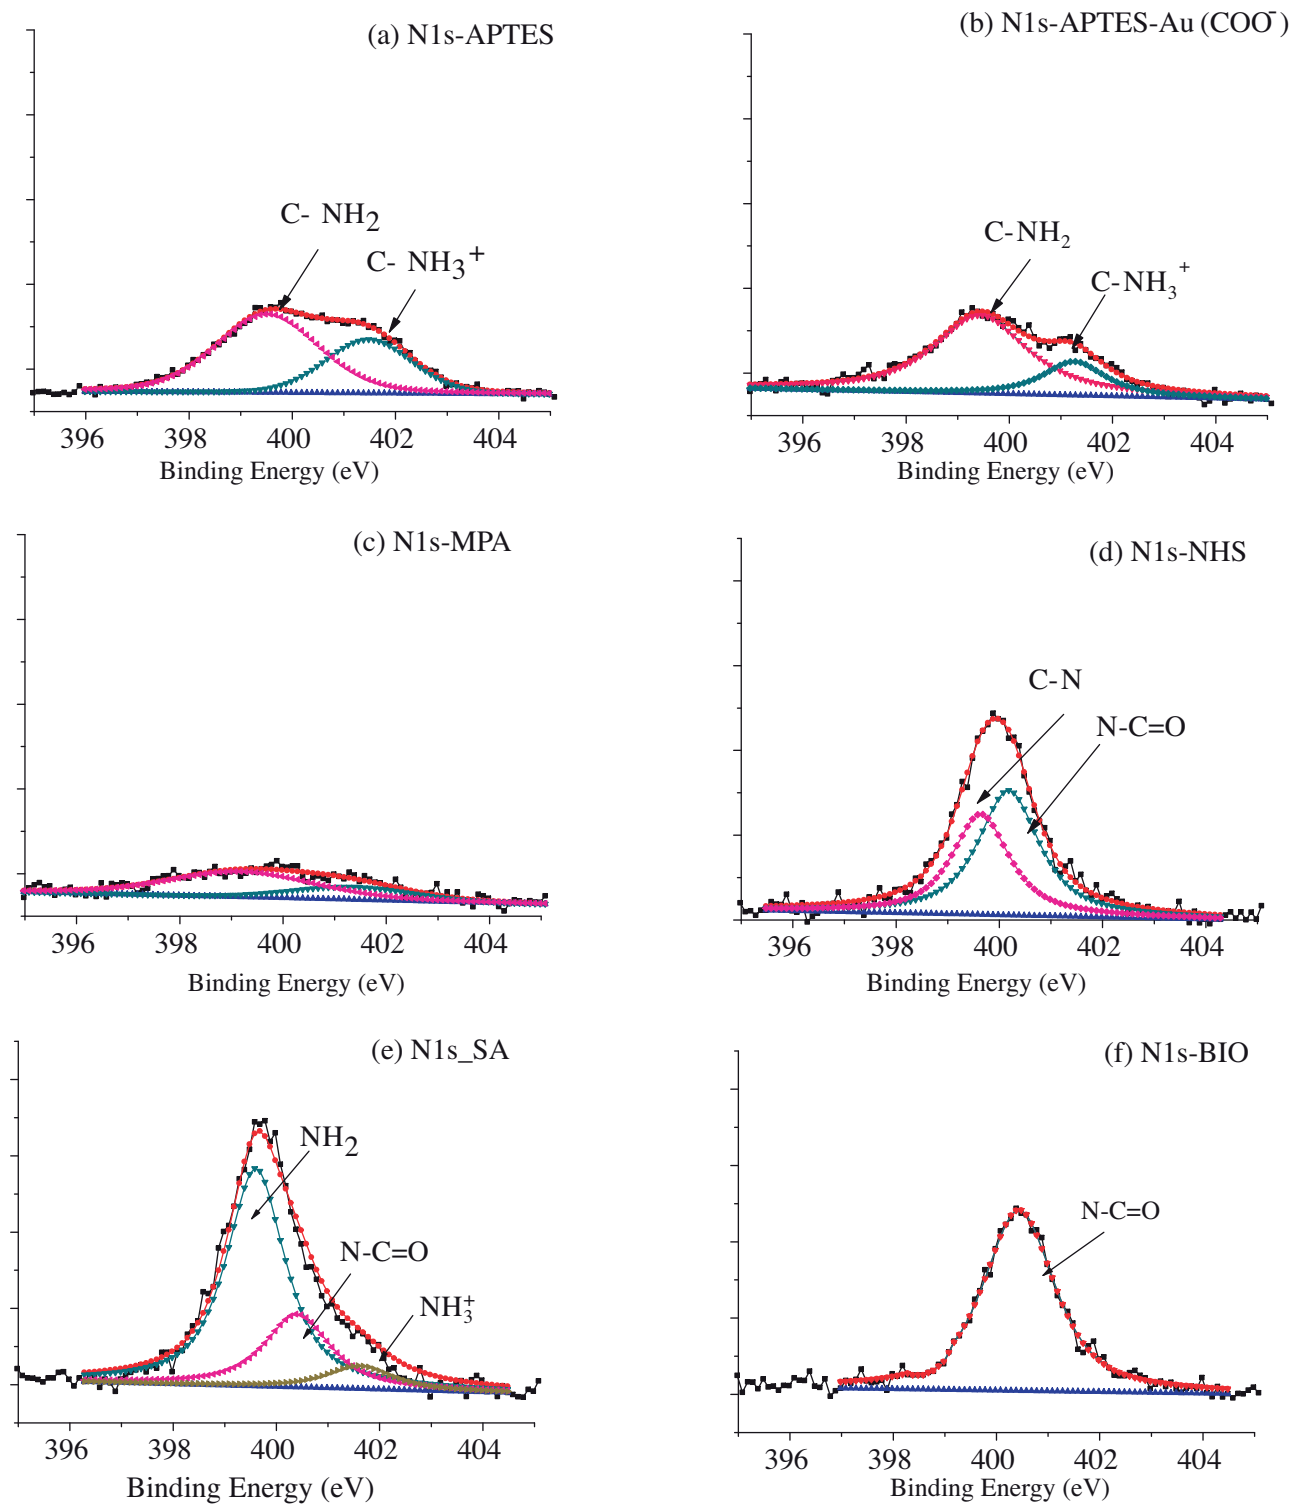 (a) N1s-APTES
C- NH2
C- NH3+
396 398 400 402 404
Binding Energy (eV)
(b) N1s-APTES-Au (COO-)
C-NH2
C-NH3+
396 398 400 402 404
Binding Energy (eV)
(c) N1s-MPA
396 398 400 402 404
Binding Energy (eV)
(d) N1s-NHS
C-N
N-C=O
396 398 400 402 404
Binding Energy (eV)
(e) N1s_SA
NH2
N-C=O
NH3+
396 398 400 402 404
Binding Energy (eV)
(f) N1s-BIO
N-C=O
396 398 400 402 404
Binding Energy (eV)